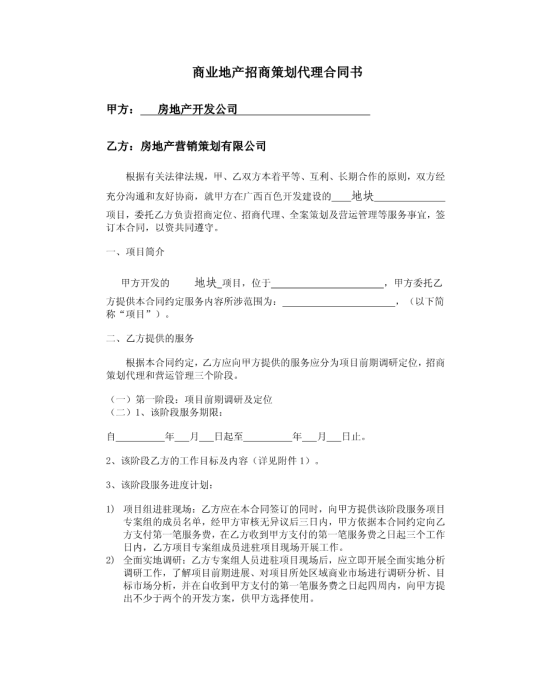 商业地产招商策划代理合同书
甲方： 房地产开发公司
乙方：房地产营销策划有限公司
根据有关法律法规，甲、乙双方本着平等、互利、长期合作的原则，双方经
充分沟通和友好协商，就甲方在广西百色开发建设的____地块______________
项目，委托乙方负责招商定位、招商代理、全案策划及营运管理等服务事宜，签
订本合同，以资共同遵守。
一、项目简介
甲方开发的 地块_项目，位于______________________，甲方委托乙
方提供本合同约定服务内容所涉范围为：______________________，（以下简
称“项目”）。
二、乙方提供的服务
根据本合同约定，乙方应向甲方提供的服务应分为项目前期调研定位，招商
策划代理和营运管理三个阶段。
（一）第一阶段：项目前期调研及定位
（二）1、该阶段服务期限：
自__________年___月___日起至__________年___月___日止。
2、该阶段乙方的工作目标及内容（详见附件 1）。
3、该阶段服务进度计划：
1) 项目组进驻现场：乙方应在本合同签订的同时，向甲方提供该阶段服务项目
专案组的成员名单，经甲方审核无异议后三日内，甲方依据本合同约定向乙
方支付第一笔服务费，在乙方收到甲方支付的第一笔服务费之日起三个工作
日内，乙方项目专案组成员进驻项目现场开展工作。
2) 全面实地调研：乙方专案组人员进驻项目现场后，应立即开展全面实地分析
调研工作，了解项目前期进展、对项目所处区域商业市场进行调研分析、目
标市场分析，并在自收到甲方支付的第一笔服务费之日起四周内，向甲方提
出不少于两个的开发方案，供甲方选择使用。